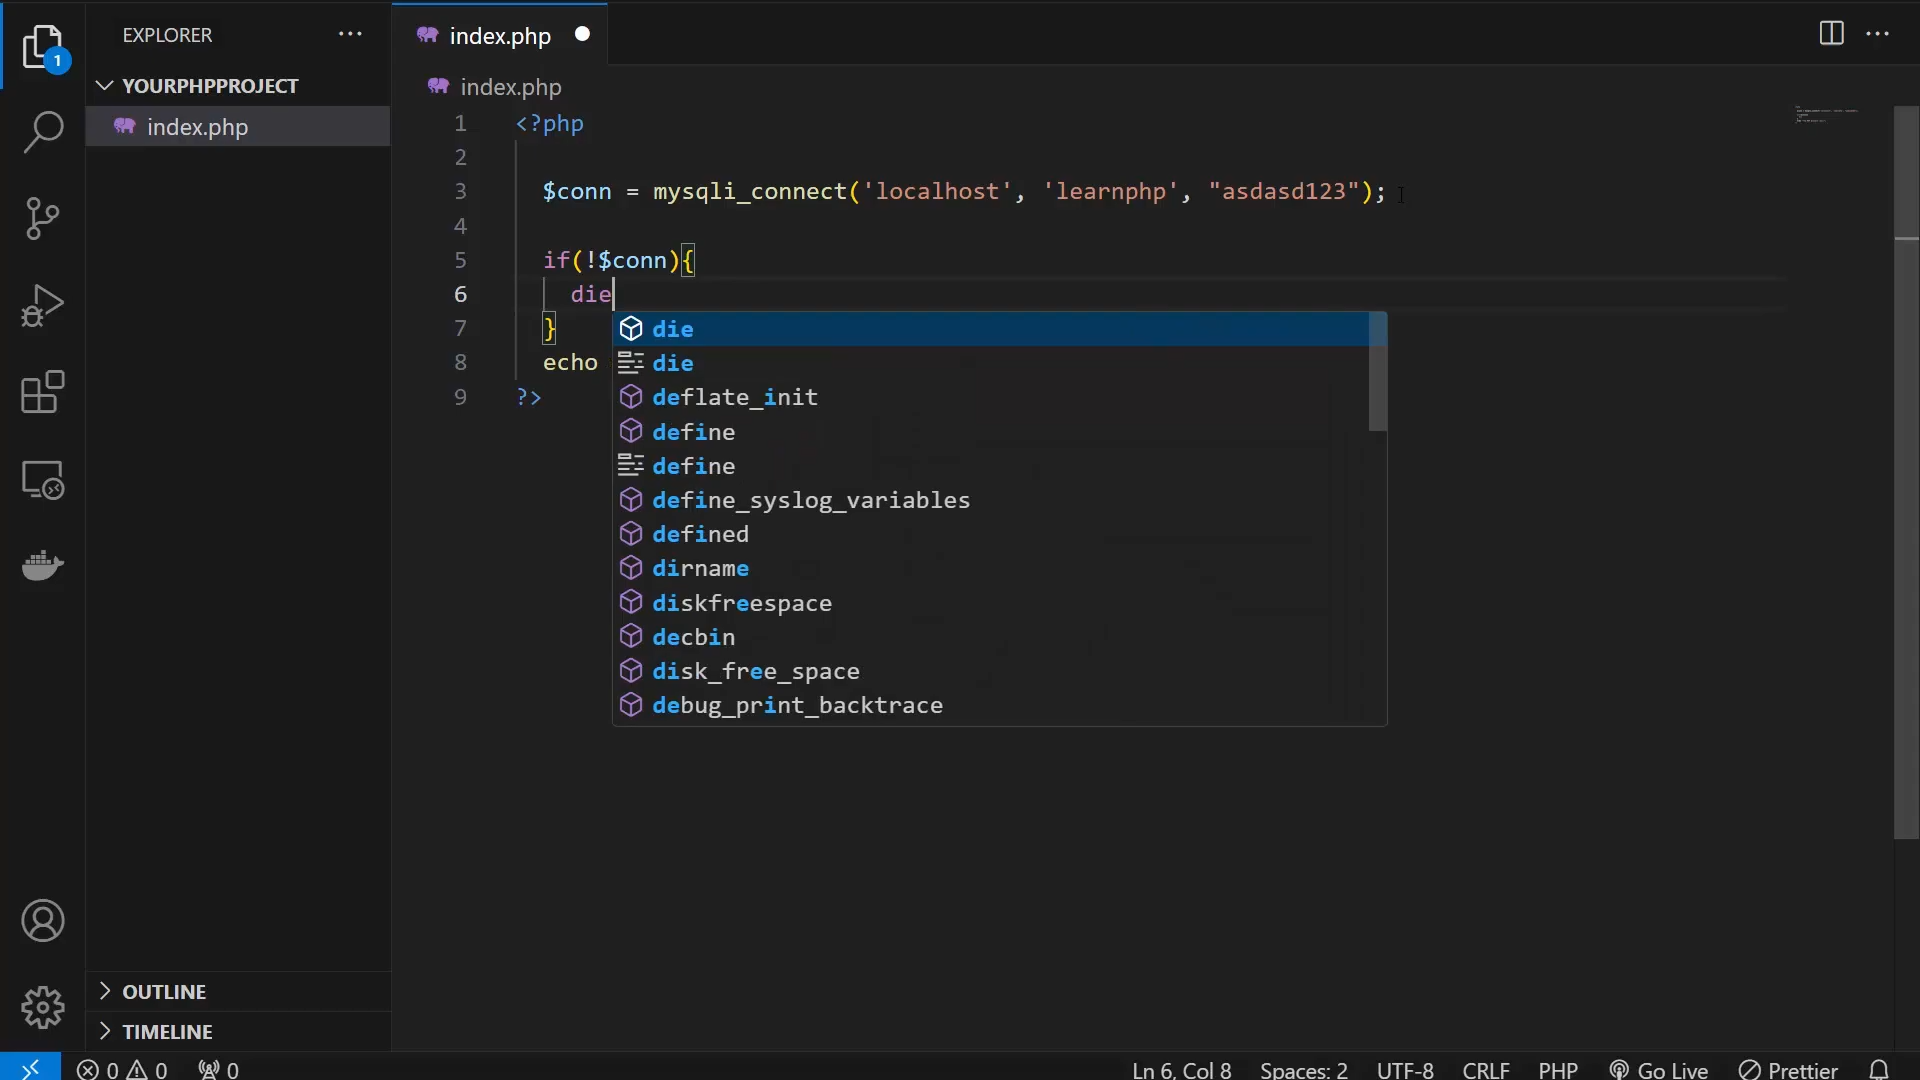 EXPLORER
1
YOURPHPPROJECT
index.php
OUTLINE
TIMELINE
index.php
index.php
1 <?php
2
3 $conn = mysqli_connect('localhost', 'learnphp', "asdasd123");
4
5 if(!$conn){
6 die
7 }
8 echo
9 ?>
die
die
deflate_init
define
define
define_syslog_variables
defined
dirname
diskfreespace
decbin
disk_free_space
debug_print_backtrace
0 0 0 Ln 6, Col 8 Spaces: 2 UTF-8 CRLF PHP Go Live Prettier